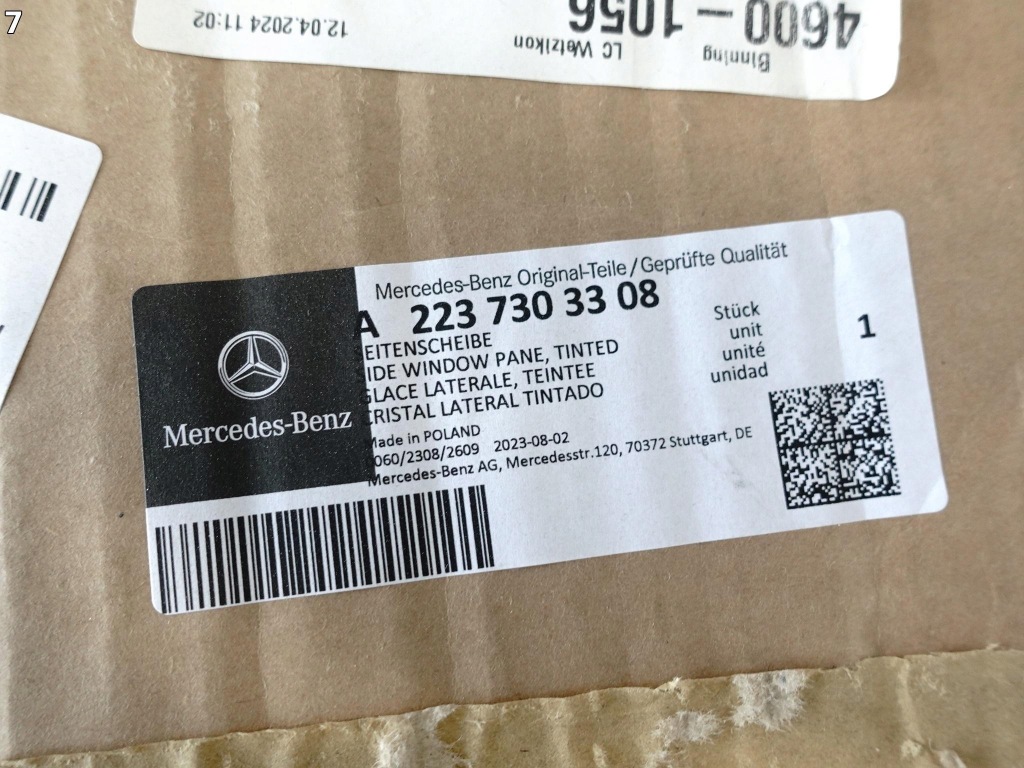 7
12.04.2024 11:02
4600-1056
LC Wetzikon
Binning
Mercedes-Benz Original-Teile/Geprüfte Qualität
A 223 730 33 08
EITENSCHEIBE
IDE WINDOW PANE, TINTED
GLACE LATERALE, TEINTEE
CRISTAL LATERAL TINTADO
Stück
unit
unité
unidad
1
Made in POLAND
0060/2308/2609 2023-08-02
Mercedes-Benz AG, Mercedesstr.120, 70372 Stuttgart, DE
Mercedes-Benz